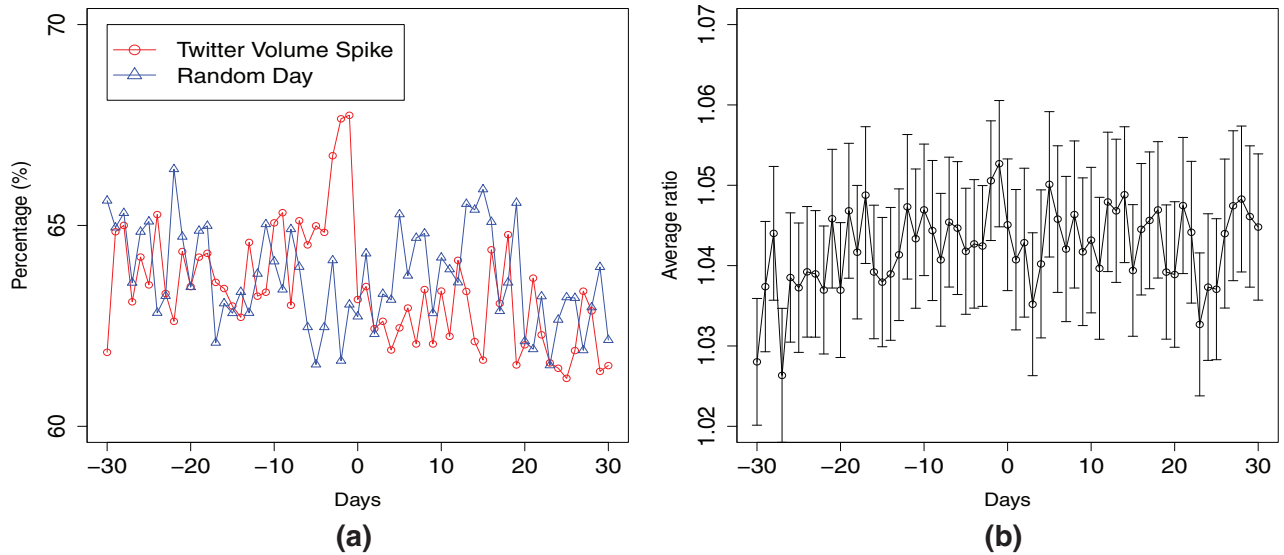 Twitter Volume Spike
Random Day
Percentage (%)
60
65
70
−30
−20
−10
0
10
20
30
Days
(a)
Average ratio
1.02
1.03
1.04
1.05
1.06
1.07
−30
−20
−10
0
10
20
30
Days
(b)